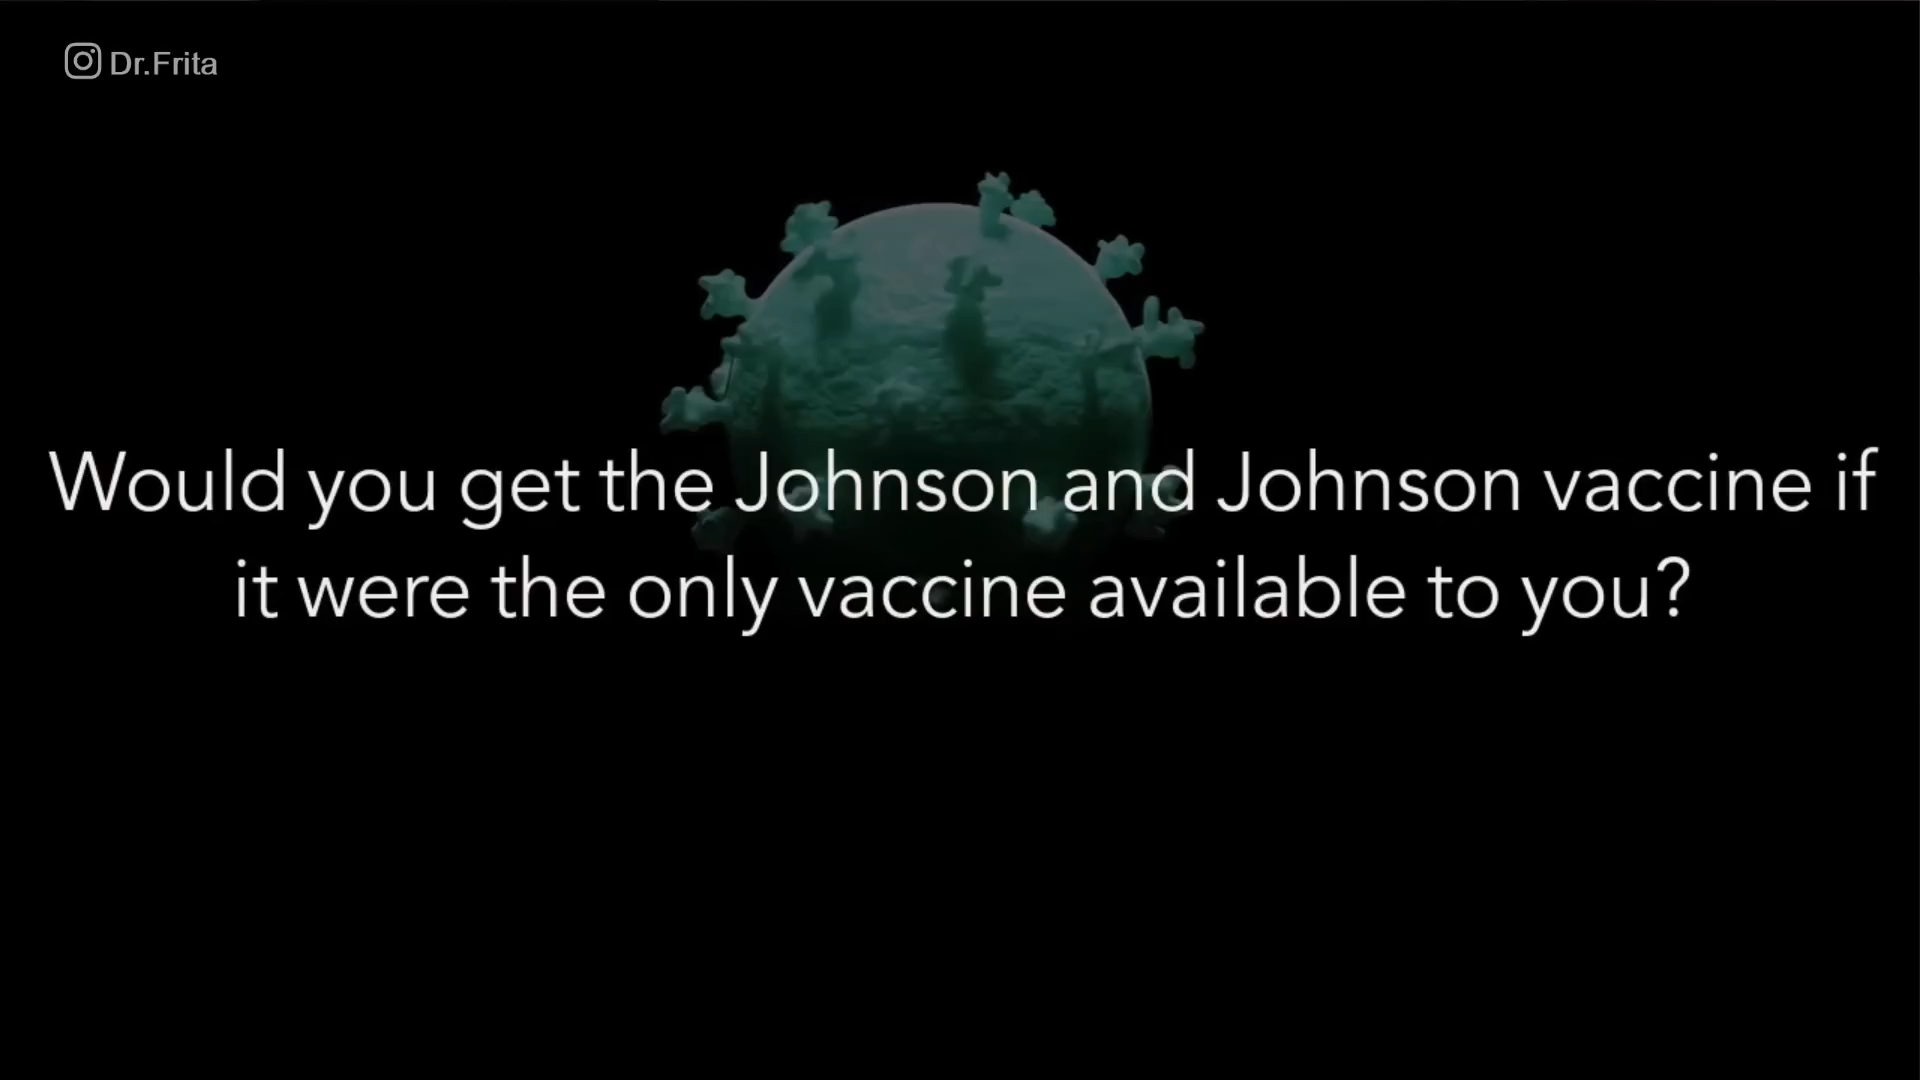 Dr.Frita
Would you get the Johnson and Johnson vaccine if
it were the only vaccine available to you?